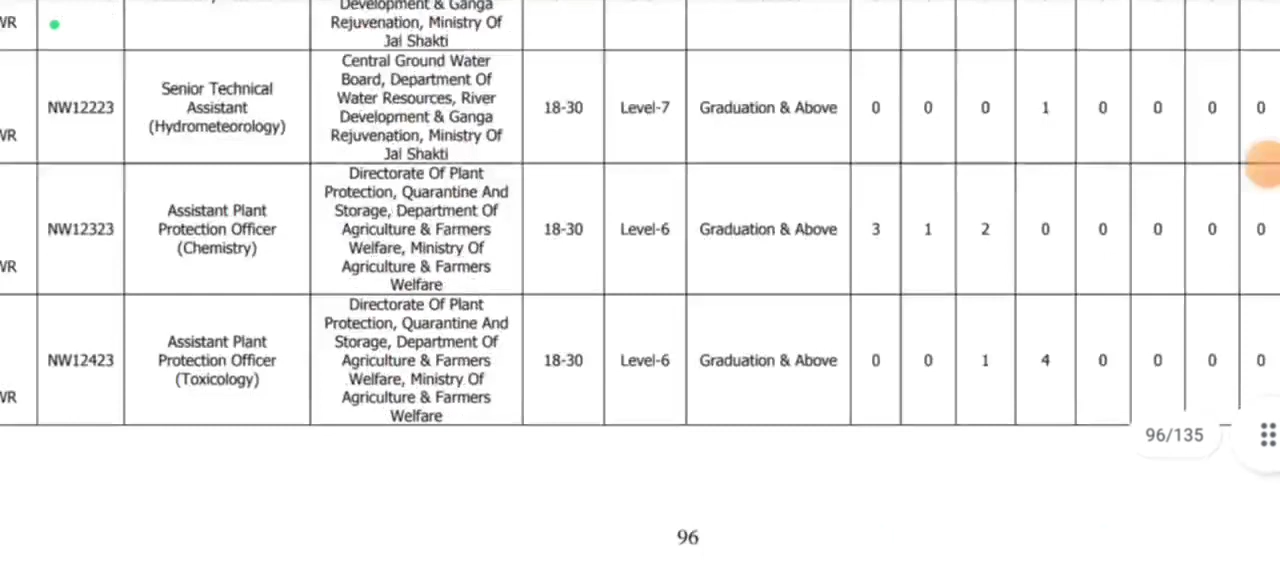 Development & Ganga
WR
Rejuvenation, Ministry Of
Jal Shakti
Central Ground Water
Board, Department Of
Water Resources, River
Development & Ganga
Rejuvenation, Ministry Of
Jal Shakti
WR
NW12223
Senior Technical
Assistant
(Hydrometeorology)
18-30
Level-7
Graduation & Above
0 0 0 1 0 0 0 0
Directorate Of Plant
Protection, Quarantine And
Storage, Department Of
Agriculture & Farmers
Welfare, Ministry Of
Agriculture & Farmers
Welfare
WR
NW12323
Assistant Plant
Protection Officer
(Chemistry)
18-30
Level-6
Graduation & Above
3 1 2 0 0 0 0 0
Directorate Of Plant
Protection, Quarantine And
Storage, Department Of
Agriculture & Farmers
Welfare, Ministry Of
Agriculture & Farmers
Welfare
WR
NW12423
Assistant Plant
Protection Officer
(Toxicology)
18-30
Level-6
Graduation & Above
0 0 1 4 0 0 0 0
96/135
96